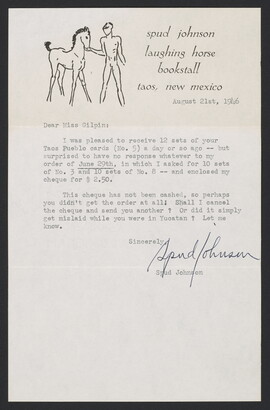 spud johnson
laughing horse
bookstall
taos, new mexico
August 21st, 1946
Dear Miss Gilpin:
I was pleased to receive 12 sets of your
Taos Pueblo cards (No. 5) a day or so ago -- but
surprised to have no response whatever to my
order of June 29th, in which I asked for 10 sets
of No. 3 and 10 sets of No. 8 -- and enclosed my
cheque for $ 2.50.
This cheque has not been cashed, so perhaps
you didn't get the order at all! Shall I cancel
the cheque and send you another ? Or did it simply
get mislaid while you were in Yucatan ? Let me
know.
Sincerely,
Spud Johnson
Spud Johnson